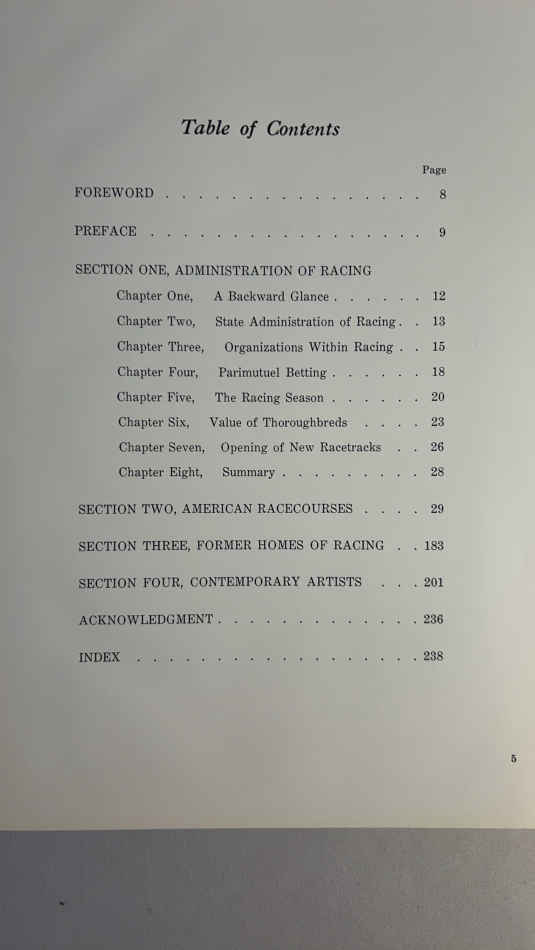 Table of Contents
Page
FOREWORD . . . . . . . . . . . . . . . . 8
PREFACE . . . . . . . . . . . . . . . . . 9
SECTION ONE, ADMINISTRATION OF RACING
Chapter One, A Backward Glance . . . . . . 12
Chapter Two, State Administration of Racing . . 13
Chapter Three, Organizations Within Racing . . 15
Chapter Four, Parimutuel Betting . . . . . . 18
Chapter Five, The Racing Season . . . . . . 20
Chapter Six, Value of Thoroughbreds . . . . 23
Chapter Seven, Opening of New Racetracks . . 26
Chapter Eight, Summary . . . . . . . . . 28
SECTION TWO, AMERICAN RACECOURSES . . . . 29
SECTION THREE, FORMER HOMES OF RACING . . 183
SECTION FOUR, CONTEMPORARY ARTISTS . . . 201
ACKNOWLEDGMENT . . . . . . . . . . . . . 236
INDEX . . . . . . . . . . . . . . . . . . 238
5